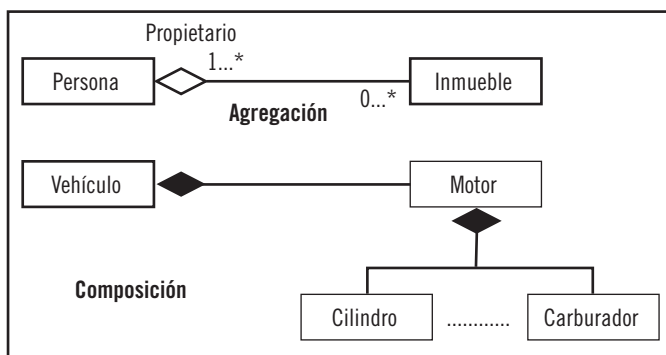 Propietario
1...*
Persona
Inmueble
0...*
Agregación
Vehículo
Motor
Composición
Cilindro
............
Carburador